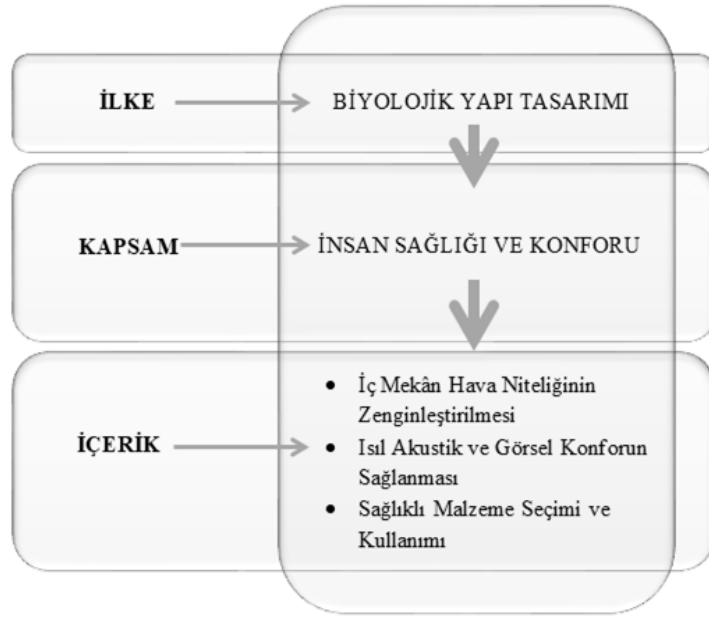 İLKE
BİYOLOJİK YAPI TASARIMI
KAPSAM
İNSAN SAĞLIĞI VE KONFORU
İÇERİK
• İç Mekân Hava Niteliğinin
Zenginleştirilmesi
• Isıl Akustik ve Görsel Konforun
Sağlanması
• Sağlıklı Malzeme Seçimi ve
Kullanımı